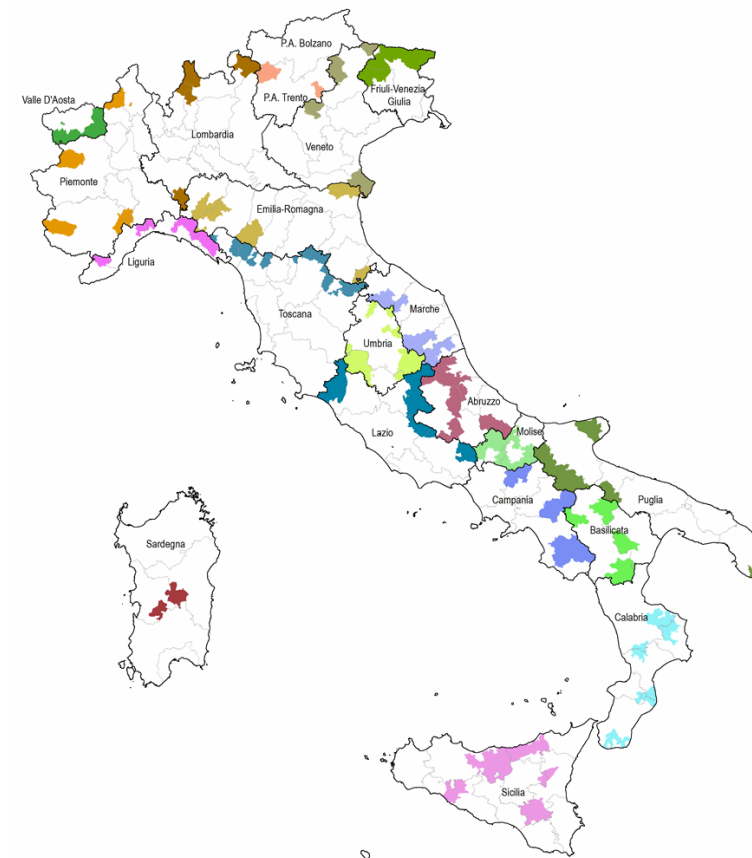 P.A. Bolzano
Valle D'Aosta
P.A. Trento
Friuli-Venezia
Giulia
Lombardia
Veneto
Piemonte
Emilia-Romagna
Liguria
Toscana
Marche
Umbria
Abruzzo
Lazio
Molise
Campania
Puglia
Basilicata
Sardegna
Calabria
Sicilia